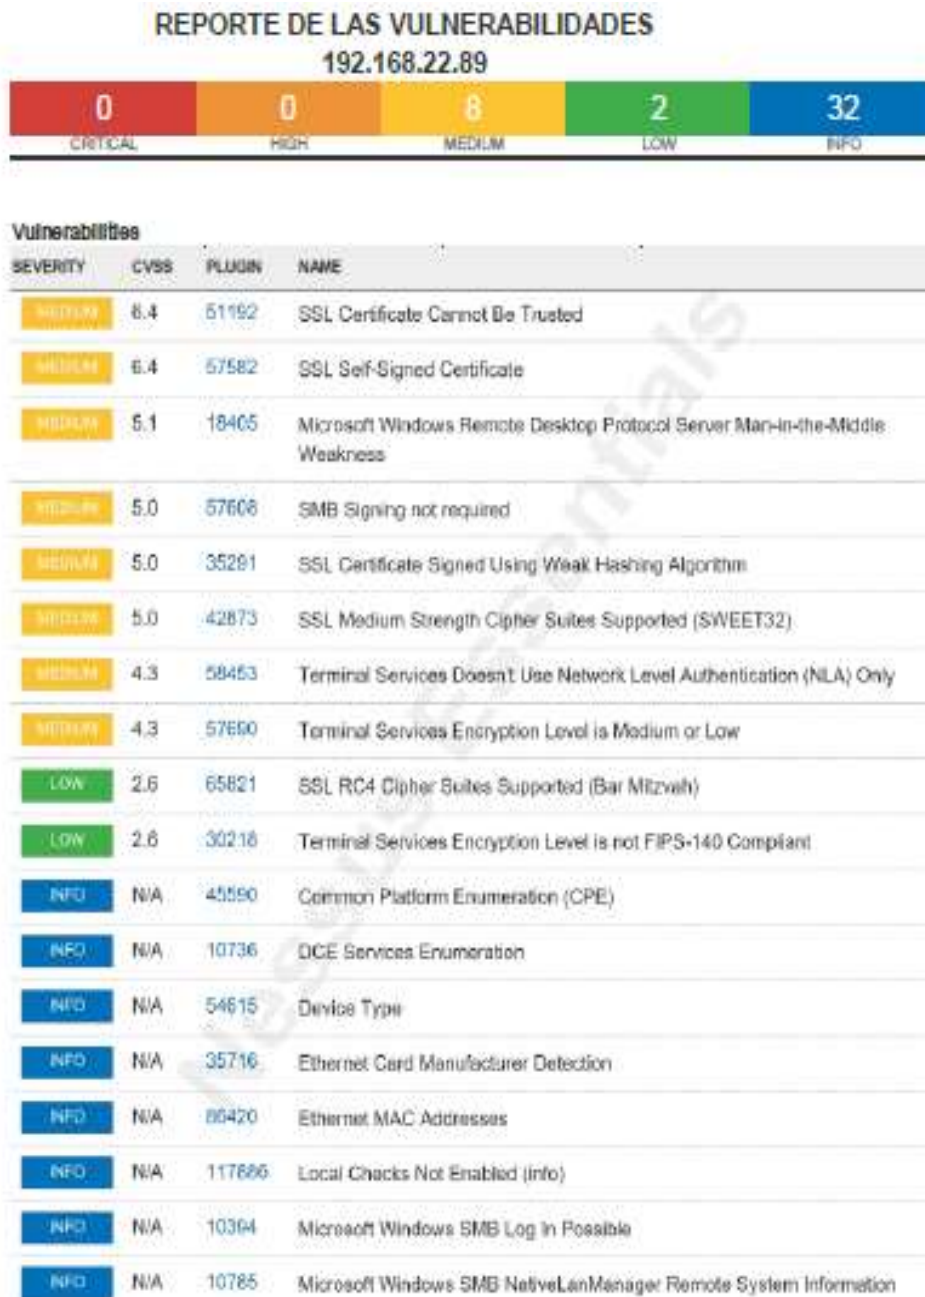 REPORTE DE LAS VULNERABILIDADES
192.168.22.89
0 0 8 2 32
CRITICAL HIGH MEDIUM LOW INFO
Vulnerabilities
SEVERITY CVSS PLUGIN NAME
MEDIUM 6.4 51192 SSL Certificate Cannot Be Trusted
MEDIUM 6.4 57582 SSL Self-Signed Certificate
MEDIUM 5.1 18405 Microsoft Windows Remote Desktop Protocol Server Man-in-the-Middle
Weakness
MEDIUM 5.0 57608 SMB Signing not required
MEDIUM 5.0 35291 SSL Certificate Signed Using Weak Hashing Algorithm
MEDIUM 5.0 42873 SSL Medium Strength Cipher Suites Supported (SWEET32)
MEDIUM 4.3 58453 Terminal Services Doesn't Use Network Level Authentication (NLA) Only
MEDIUM 4.3 57690 Terminal Services Encryption Level is Medium or Low
LOW 2.6 65821 SSL RC4 Cipher Suites Supported (Bar Mitzvah)
LOW 2.6 30218 Terminal Services Encryption Level is not FIPS-140 Compliant
INFO N/A 45590 Common Platform Enumeration (CPE)
INFO N/A 10736 DCE Services Enumeration
INFO N/A 54615 Device Type
INFO N/A 35716 Ethernet Card Manufacturer Detection
INFO N/A 86420 Ethernet MAC Addresses
INFO N/A 117886 Local Checks Not Enabled (info)
INFO N/A 10394 Microsoft Windows SMB Log In Possible
INFO N/A 10785 Microsoft Windows SMB NativeLanManager Remote System Information
Nessus Essentials